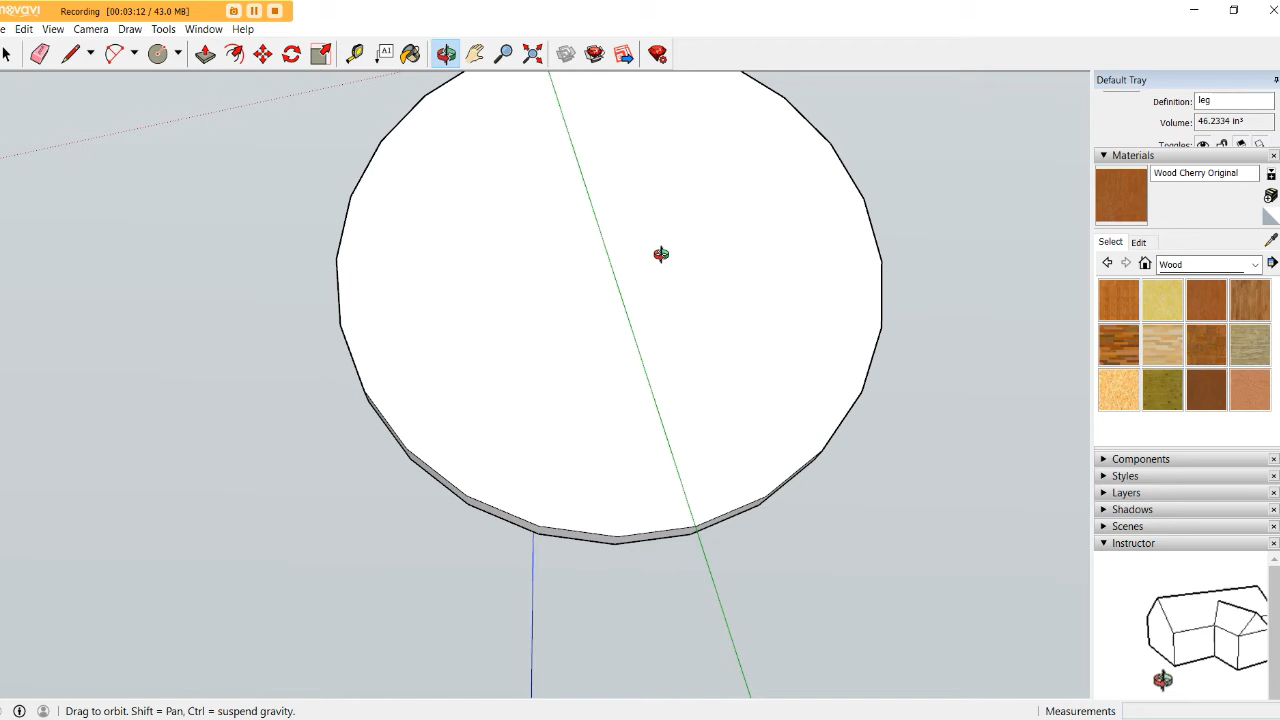 movavi
Recording [00:03:12 / 43.0 MB]
Edit View Camera Draw Tools Window Help
A1
Default Tray
Definition: leg
Volume: 46.2334 in³
Toggles:
Materials
Wood Cherry Original
Select Edit
Wood
Components
Styles
Layers
Shadows
Scenes
Instructor
Drag to orbit. Shift = Pan, Ctrl = suspend gravity.
Measurements